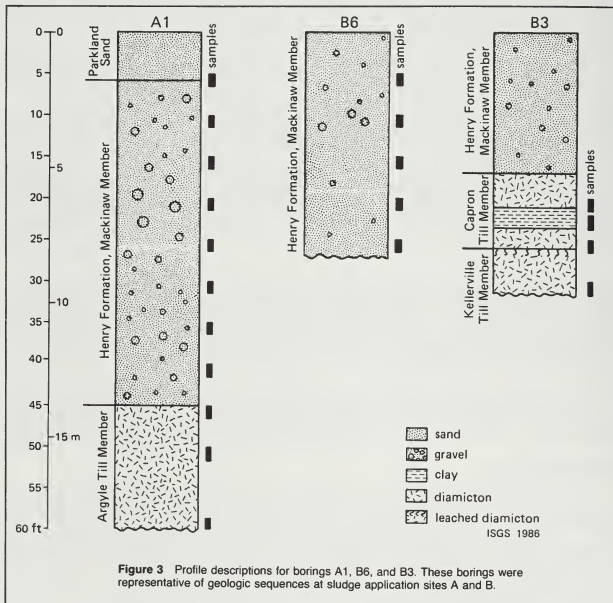 A1
B6
B3
0
0
5
10
15
5
20
25
30
10
35
40
45
50
15 m
55
60 ft
Parkland
Sand
Henry Formation, Mackinaw Member
Argyle Till Member
samples
Henry Formation, Mackinaw Member
samples
Henry Formation,
Mackinaw Member
Capron
Till Member
Kellerville
Till Member
samples
sand
gravel
clay
diamicton
leached diamicton
ISGS 1986
Figure 3 Profile descriptions for borings A1, B6, and B3. These borings were
representative of geologic sequences at sludge application sites A and B.